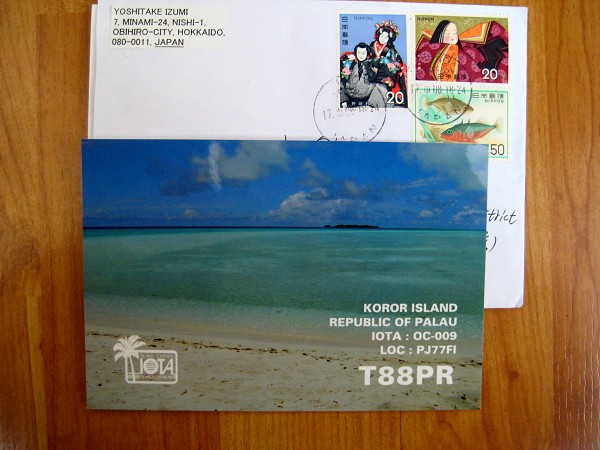 YOSHITAKE IZUMI
7, MINAMI-24, NISHI-1,
OBIHIRO-CITY, HOKKAIDO,
080-0011, JAPAN
日本郵便
NIPPON
20
NIPPON
20
日本郵便
NIPPON
50
JAPAN
strict
KOROR ISLAND
REPUBLIC OF PALAU
IOTA : OC-009
LOC : PJ77FI
T88PR
IOTA